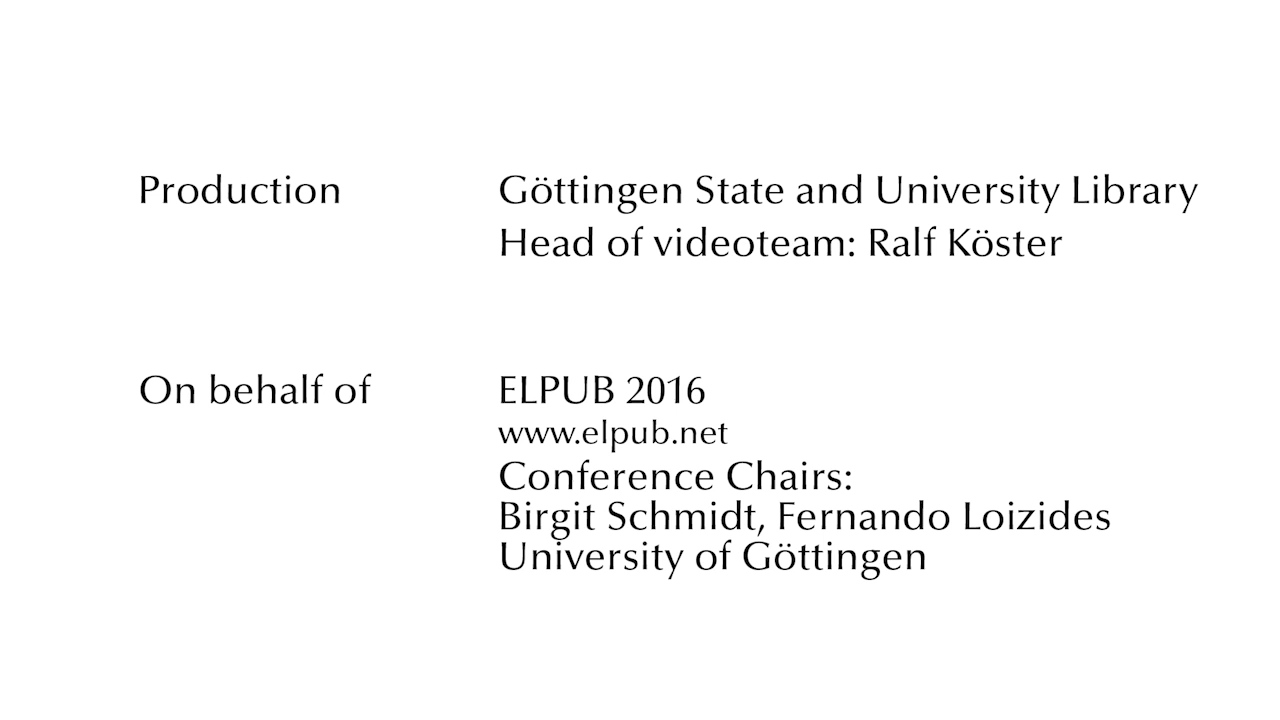 Production
Göttingen State and University Library
Head of videoteam: Ralf Köster
On behalf of
ELPUB 2016
www.elpub.net
Conference Chairs:
Birgit Schmidt, Fernando Loizides
University of Göttingen